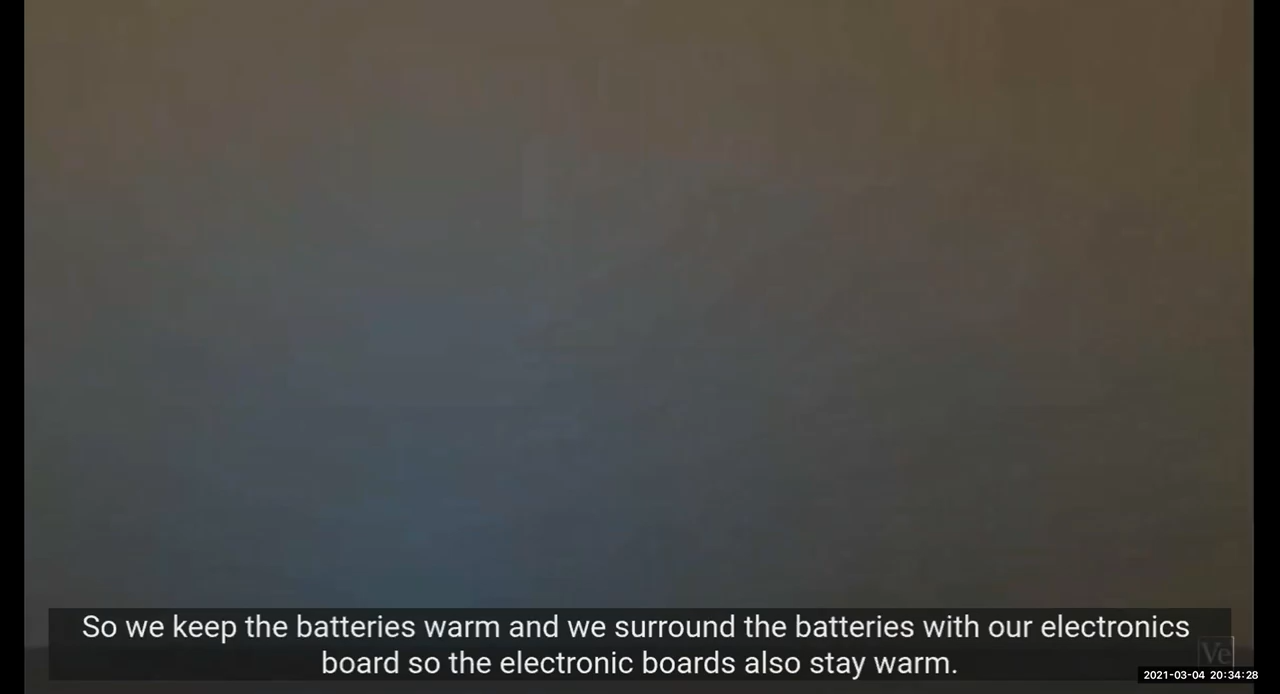 So we keep the batteries warm and we surround the batteries with our electronics
board so the electronic boards also stay warm.
Ve
2021-03-04 20:34:28